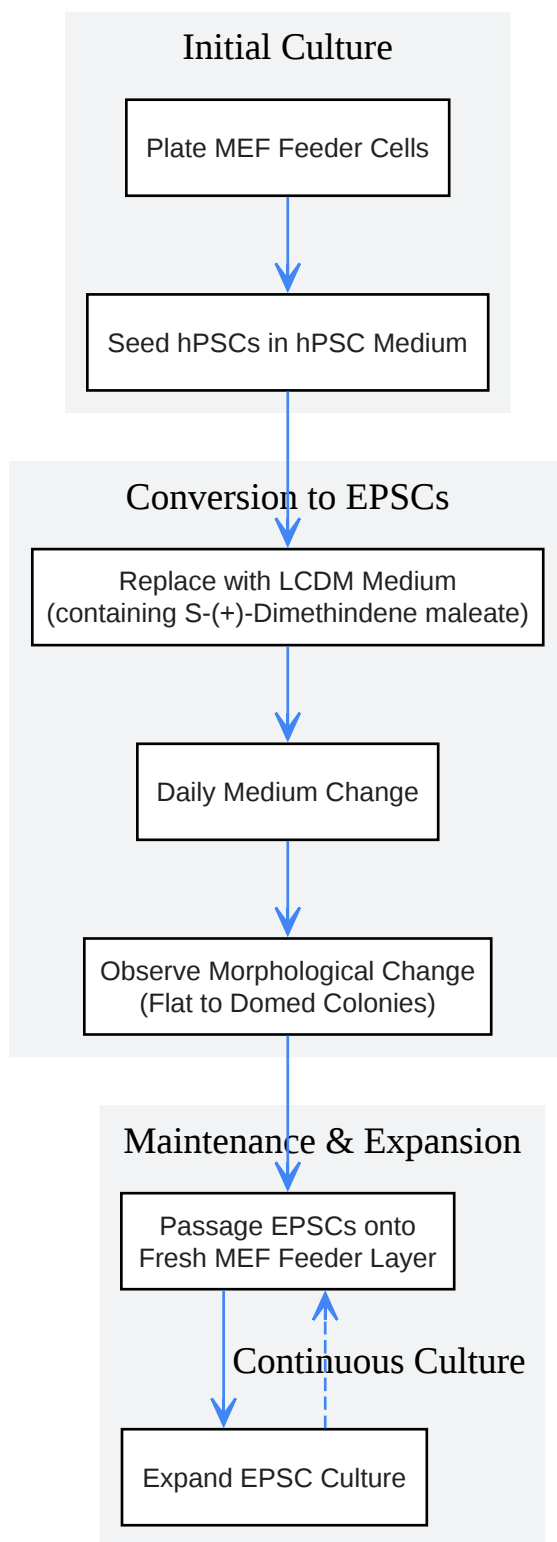 Initial Culture
Plate MEF Feeder Cells
Seed hPSCs in hPSC Medium
Conversion to EPSCs
Replace with LCDM Medium
(containing S-(+)-Dimethindene maleate)
Daily Medium Change
Observe Morphological Change
(Flat to Domed Colonies)
Maintenance & Expansion
Passage EPSCs onto
Fresh MEF Feeder Layer
Continuous Culture
Expand EPSC Culture